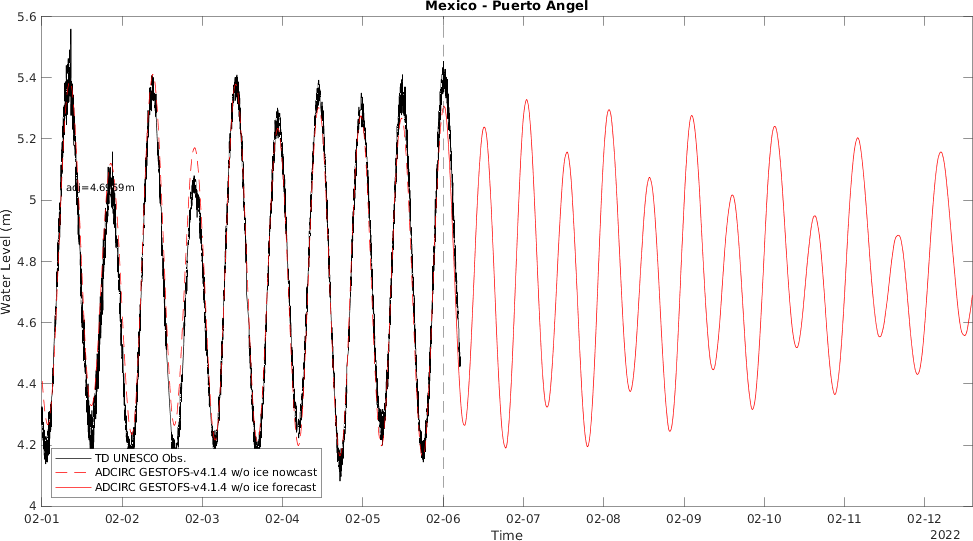 Mexico - Puerto Angel
5.6
5.4
5.2
5
4.8
4.6
4.4
4.2
4
Water Level (m)
TD UNESCO Obs.
ADCIRC GESTOFS-v4.1.4 w/o ice nowcast
ADCIRC GESTOFS-v4.1.4 w/o ice forecast
02-01 02-02 02-03 02-04 02-05 02-06 02-07 02-08 02-09 02-10 02-11 02-12
Time
2022